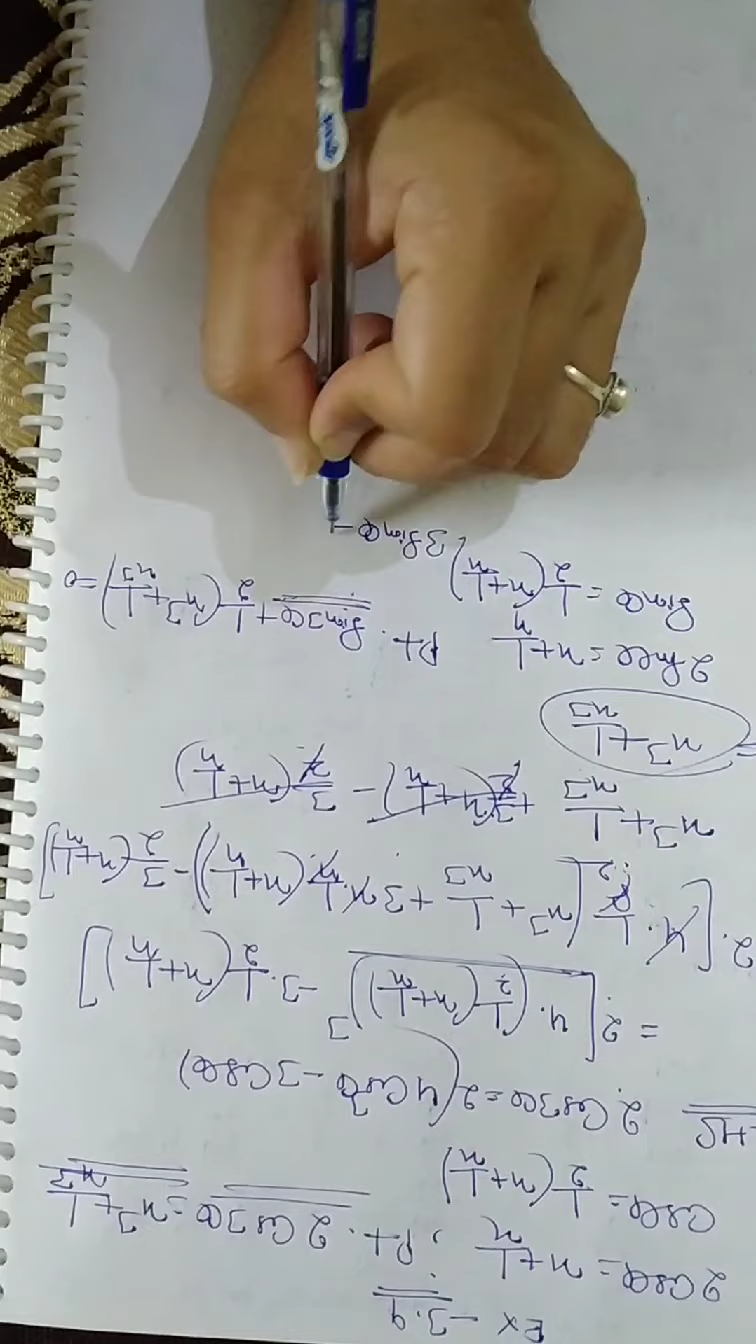 Ex - 3.9
2Cosθ = x+1/x , Pt. 2Cos3θ = x³+1/x³
Cosθ = 1/2(x+1/x)
LHS 2.Cos3θ = 2(4Cos³θ - 3Cosθ)
= 2[4.(1/2(x+1/x))³ - 3.1/2(x+1/x)]
2.[4.1/8(x³+1/x³+3x.1/x(x+1/x)) - 3/2(x+1/x)]
x³+1/x³ + 3/2(x+1/x) - 3/2(x+1/x)
= x³+1/x³
2Sinθ = x+1/x Pt. Sin3θ + 1/2(x³+1/x³) = 0
Sinθ = 1/2(x+1/x) 3Sinθ -